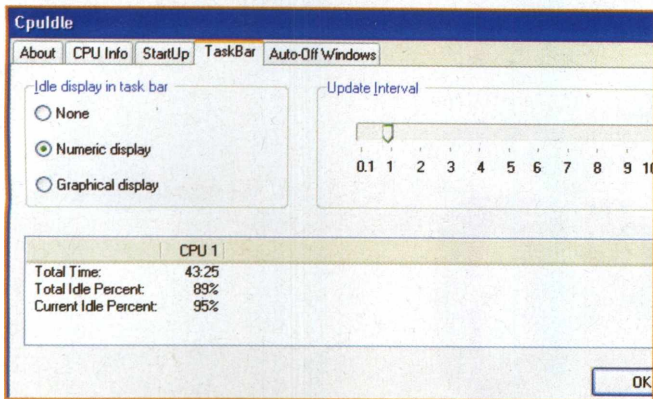 CpuIdle
About CPU Info StartUp TaskBar Auto-Off Windows
Idle display in task bar
None
Numeric display
Graphical display
Update Interval
0.1 1 2 3 4 5 6 7 8 9 10
CPU 1
Total Time: 43:25
Total Idle Percent: 89%
Current Idle Percent: 95%
OK